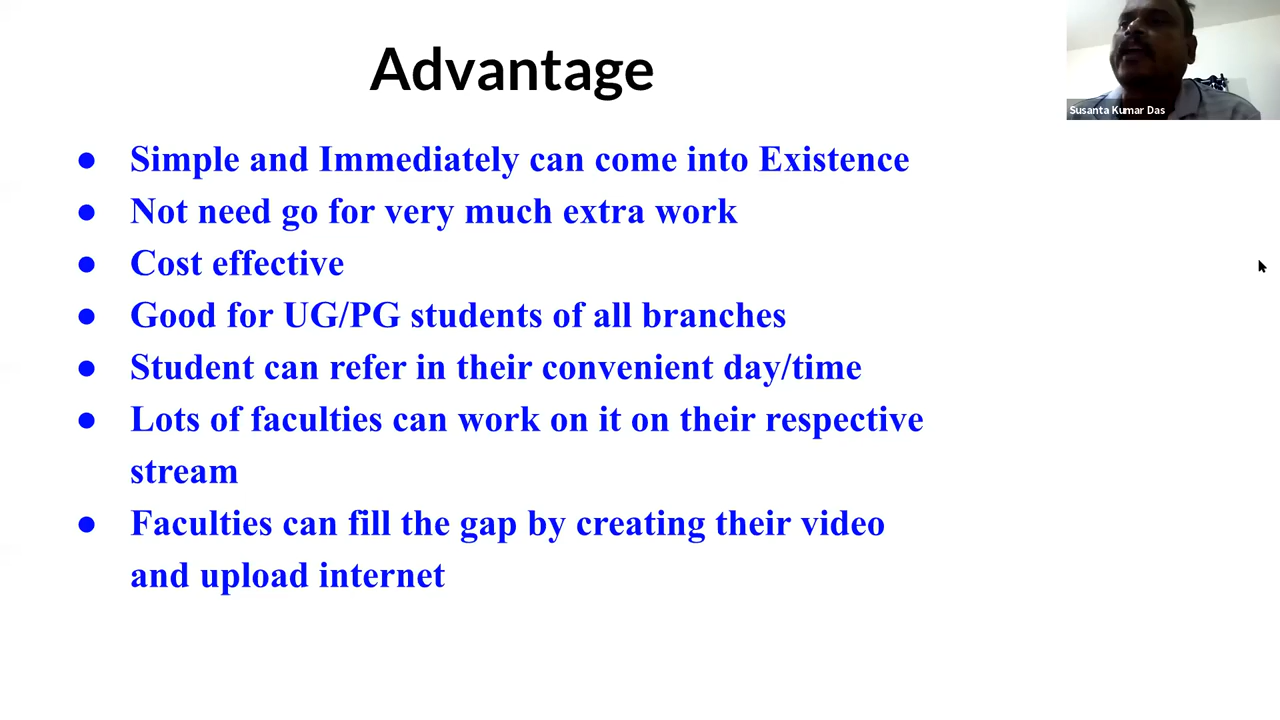 Advantage
Susanta Kumar Das
● Simple and Immediately can come into Existence
● Not need go for very much extra work
● Cost effective
● Good for UG/PG students of all branches
● Student can refer in their convenient day/time
● Lots of faculties can work on it on their respective
stream
● Faculties can fill the gap by creating their video
and upload internet